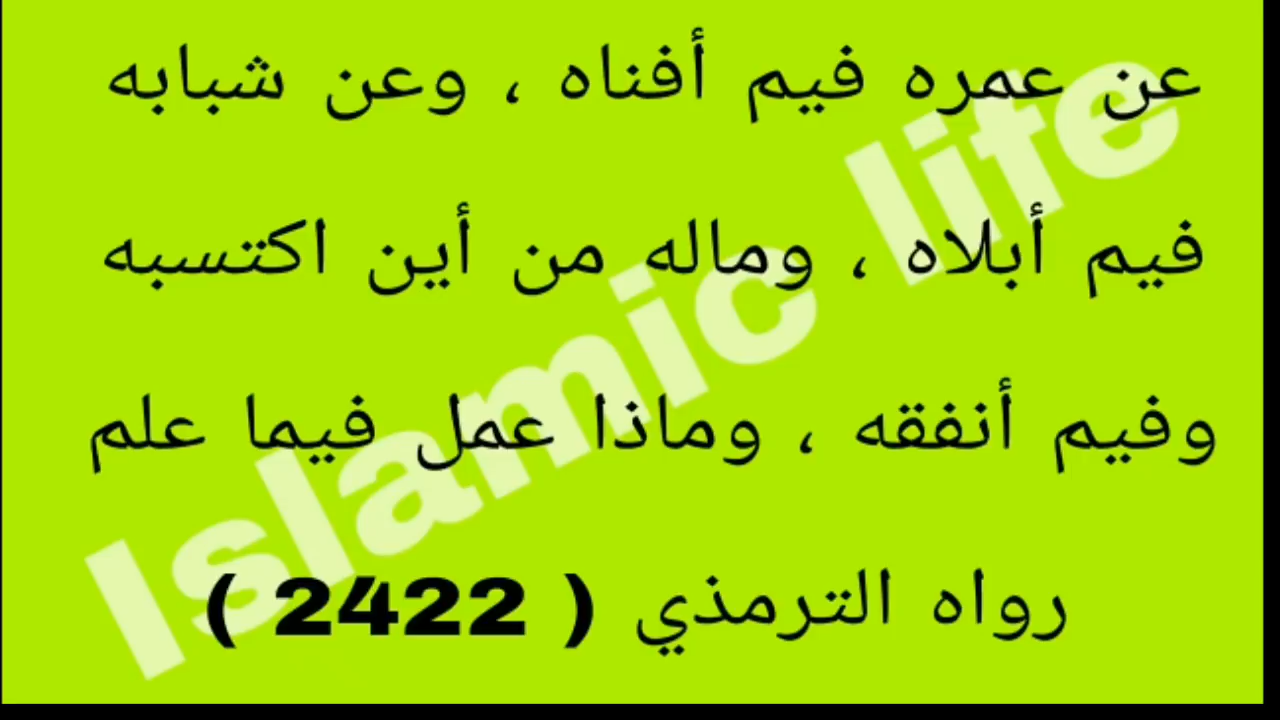 عن عمره فيم أفناه ، وعن شبابه
فيم أبلاه ، وماله من أين اكتسبه
وفيم أنفقه ، وماذا عمل فيما علم
رواه الترمذي ( 2422 )
Islamic life